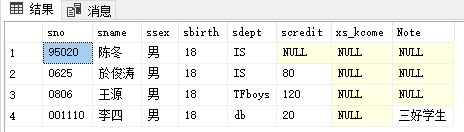 结果 消息
sno sname ssex sbirth sdept scredit xs_kcome Note
1 95020 陈冬 男 18 IS NULL NULL NULL
2 0625 於俊涛 男 18 IS 80 NULL NULL
3 0806 王源 男 18 TFboys 120 NULL NULL
4 001110 李四 男 18 db 20 NULL 三好学生